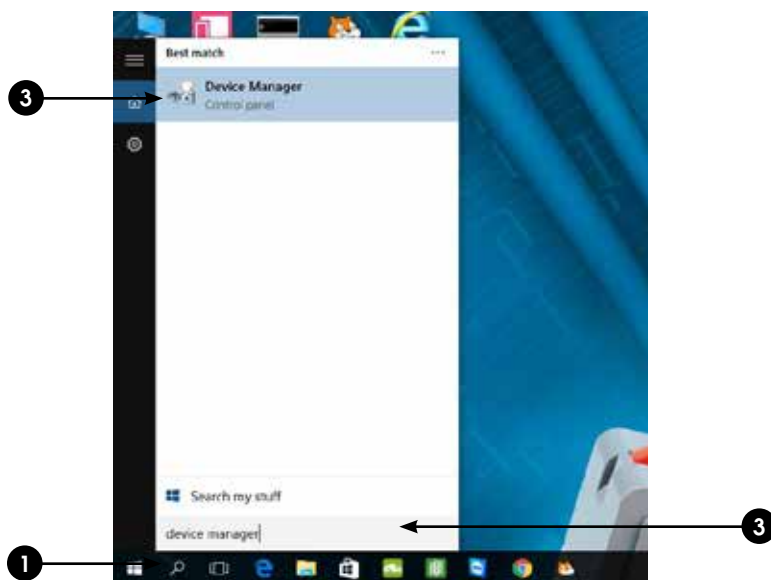 Best match
...
3
Device Manager
Control panel
Search my stuff
device manager
3
1